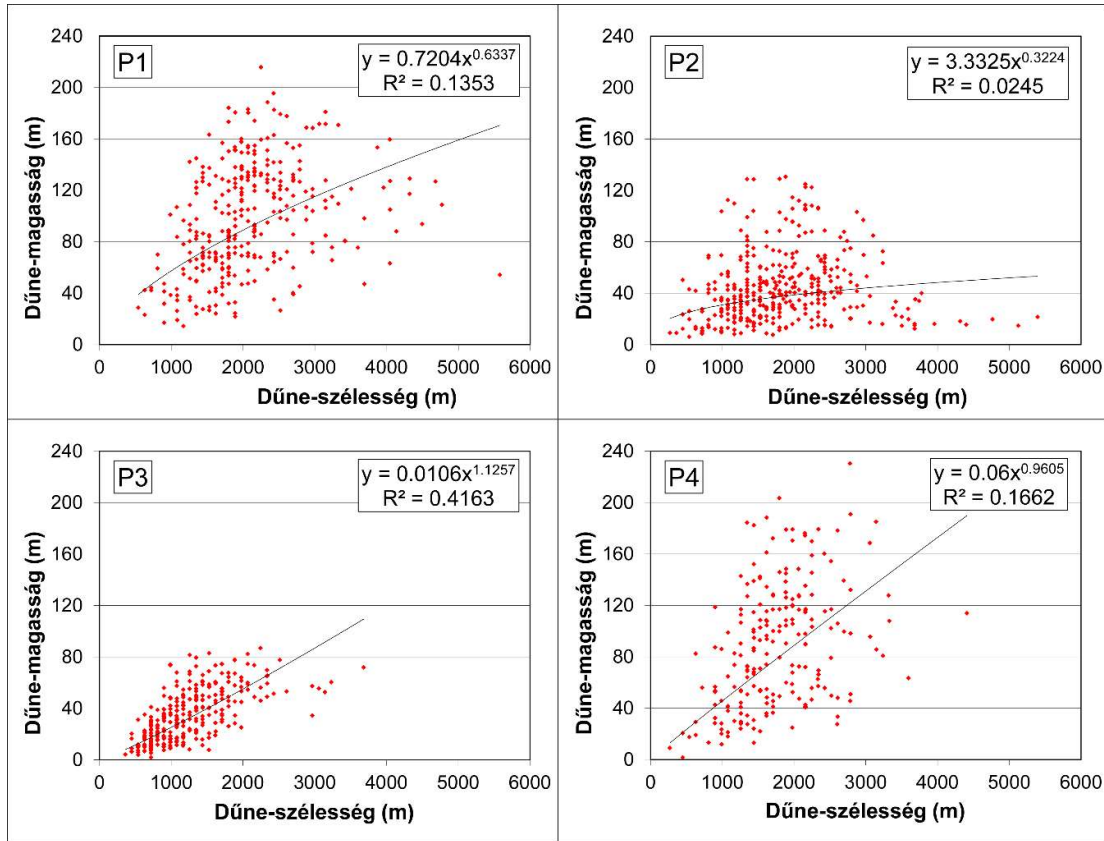 P1
y = 0.7204x^0.6337
R² = 0.1353
Dűne-magasság (m)
240
200
160
120
80
40
0
0 1000 2000 3000 4000 5000 6000
Dűne-szélesség (m)
P2
y = 3.3325x^0.3224
R² = 0.0245
Dűne-magasság (m)
240
200
160
120
80
40
0
0 1000 2000 3000 4000 5000 6000
Dűne-szélesség (m)
P3
y = 0.0106x^1.1257
R² = 0.4163
Dűne-magasság (m)
240
200
160
120
80
40
0
0 1000 2000 3000 4000 5000 6000
Dűne-szélesség (m)
P4
y = 0.06x^0.9605
R² = 0.1662
Dűne-magasság (m)
240
200
160
120
80
40
0
0 1000 2000 3000 4000 5000 6000
Dűne-szélesség (m)